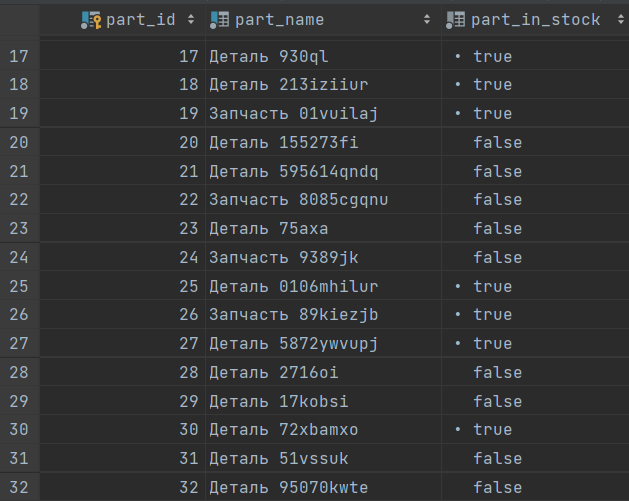 part_id part_name part_in_stock
17 17 Деталь 930ql • true
18 18 Деталь 213iziiur • true
19 19 Запчасть 01vuilaj • true
20 20 Деталь 155273fi false
21 21 Деталь 595614qndq false
22 22 Запчасть 8085cgqnu false
23 23 Деталь 75axa false
24 24 Запчасть 9389jk false
25 25 Деталь 0106mhilur • true
26 26 Запчасть 89kiezjb • true
27 27 Деталь 5872ywvupj • true
28 28 Деталь 2716oi false
29 29 Деталь 17kobsi false
30 30 Деталь 72xbamxo • true
31 31 Деталь 51vssuk false
32 32 Деталь 95070kwte false